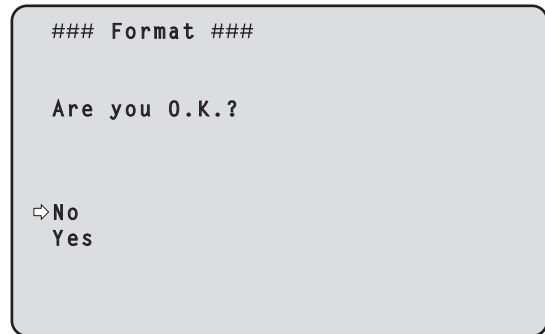 ### Format ###
Are you O.K.?
⇨No
Yes